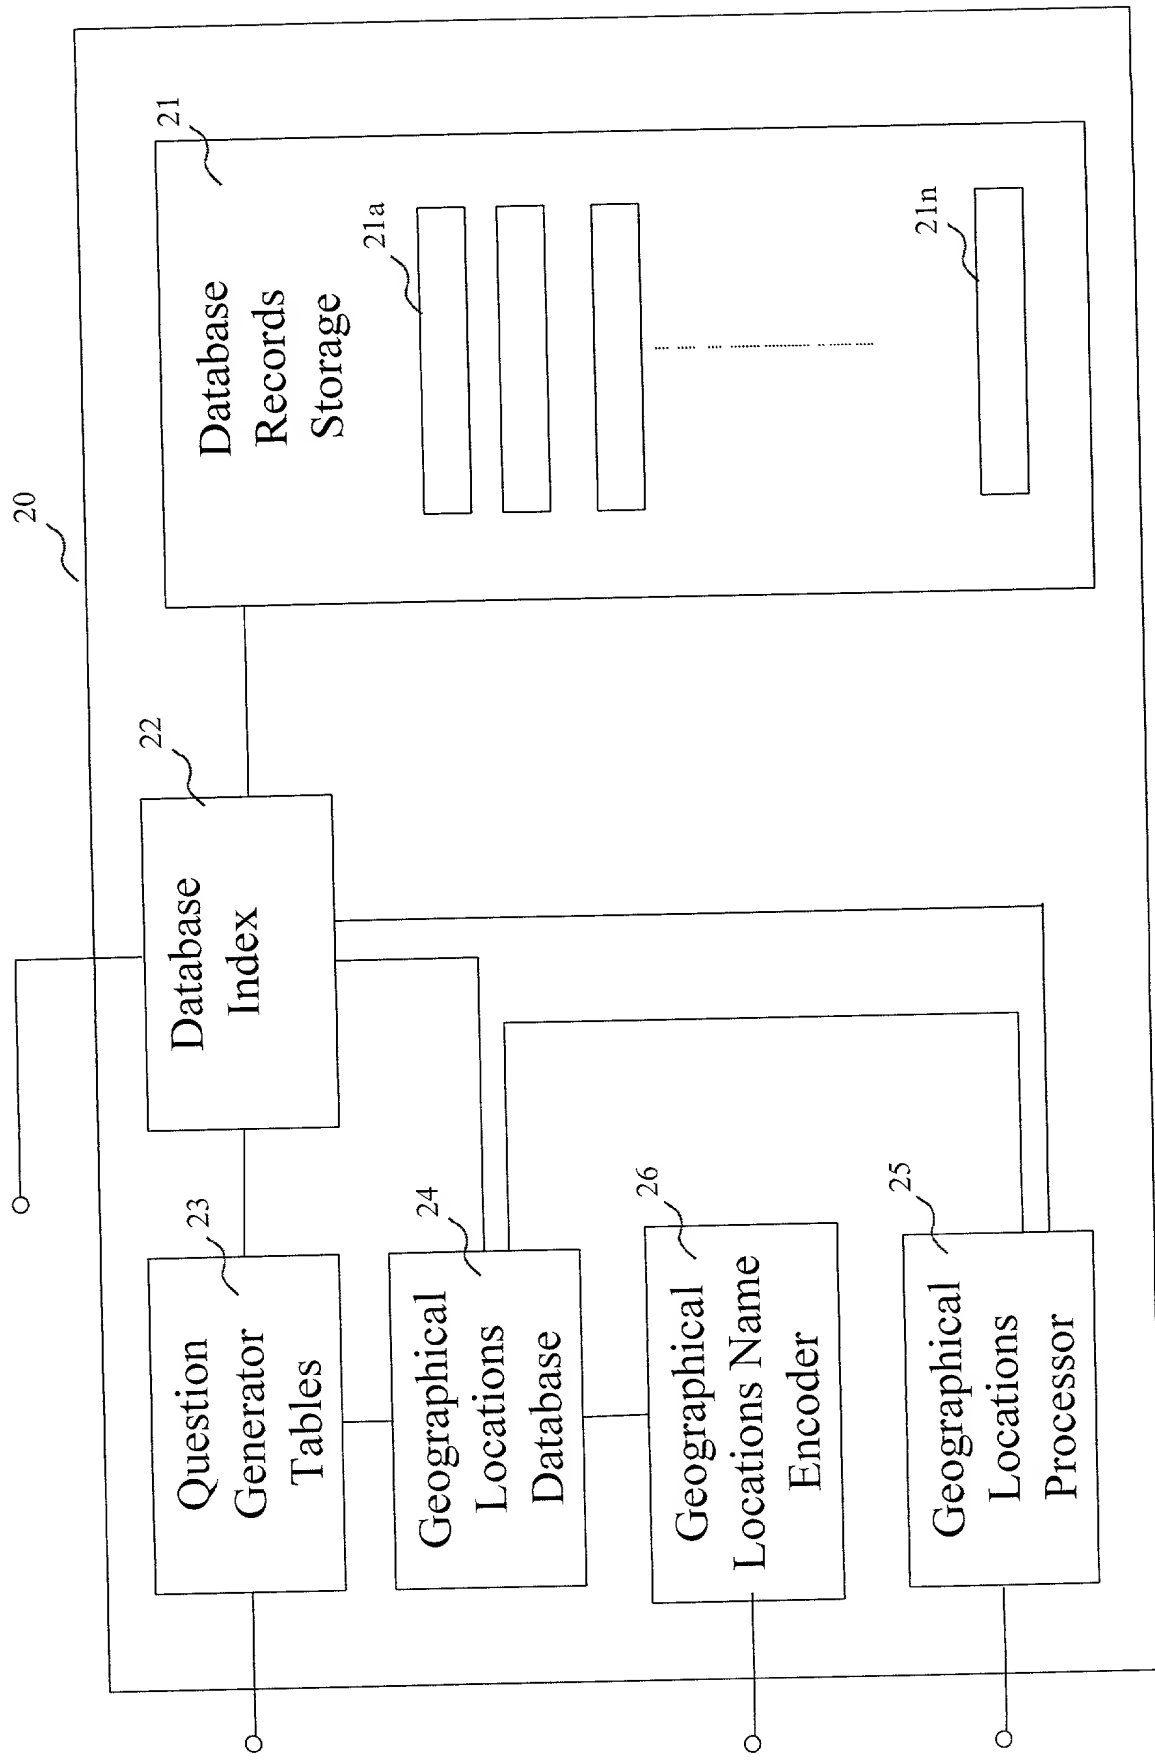 20
21
Database
Records
Storage
21a
21n
22
Database
Index
23
Question
Generator
Tables
24
Geographical
Locations
Database
26
Geographical
Locations Name
Encoder
25
Geographical
Locations
Processor